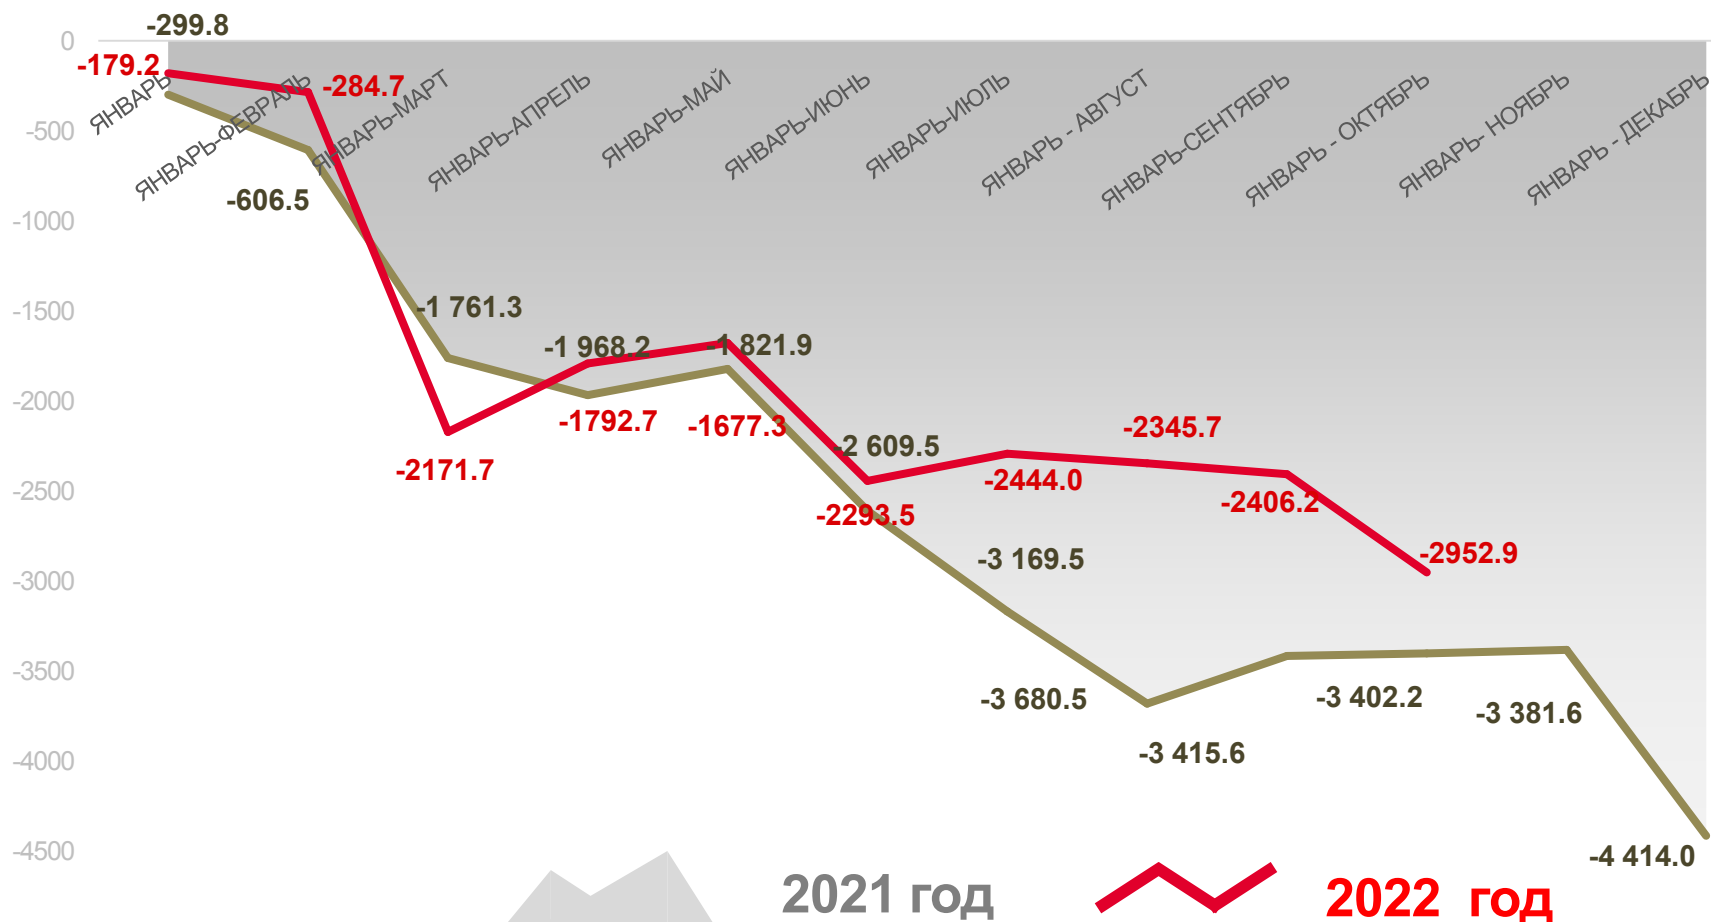 -299.8
0
-179.2
-284.7
ЯНВАРЬ
ЯНВАРЬ-ФЕВРАЛЬ
ЯНВАРЬ-МАРТ
ЯНВАРЬ-АПРЕЛЬ
ЯНВАРЬ-МАЙ
ЯНВАРЬ-ИЮНЬ
ЯНВАРЬ-ИЮЛЬ
ЯНВАРЬ - АВГУСТ
ЯНВАРЬ-СЕНТЯБРЬ
ЯНВАРЬ - ОКТЯБРЬ
ЯНВАРЬ- НОЯБРЬ
ЯНВАРЬ - ДЕКАБРЬ
-500
-606.5
-1000
-1500
-1 761.3
-1 968.2
-1 821.9
-2000
-1792.7
-1677.3
-2345.7
-2 609.5
-2171.7
-2444.0
-2500
-2406.2
-2293.5
-2952.9
-3 169.5
-3000
-3500
-3 680.5
-3 402.2
-3 381.6
-3 415.6
-4000
-4500
-4 414.0
2021 год
2022 год